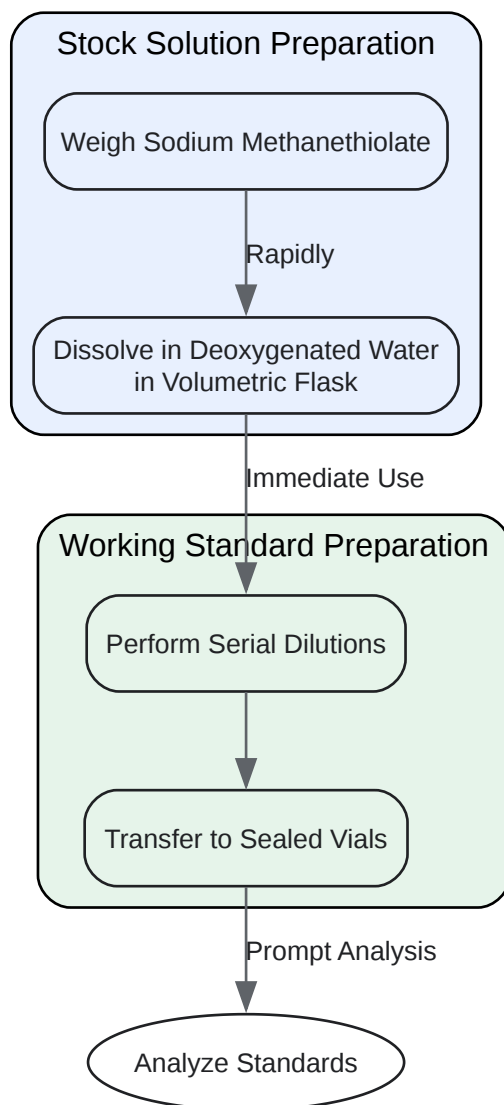 Stock Solution Preparation
Weigh Sodium Methanethiolate
Rapidly
Dissolve in Deoxygenated Water
in Volumetric Flask
Immediate Use
Working Standard Preparation
Perform Serial Dilutions
Transfer to Sealed Vials
Prompt Analysis
Analyze Standards